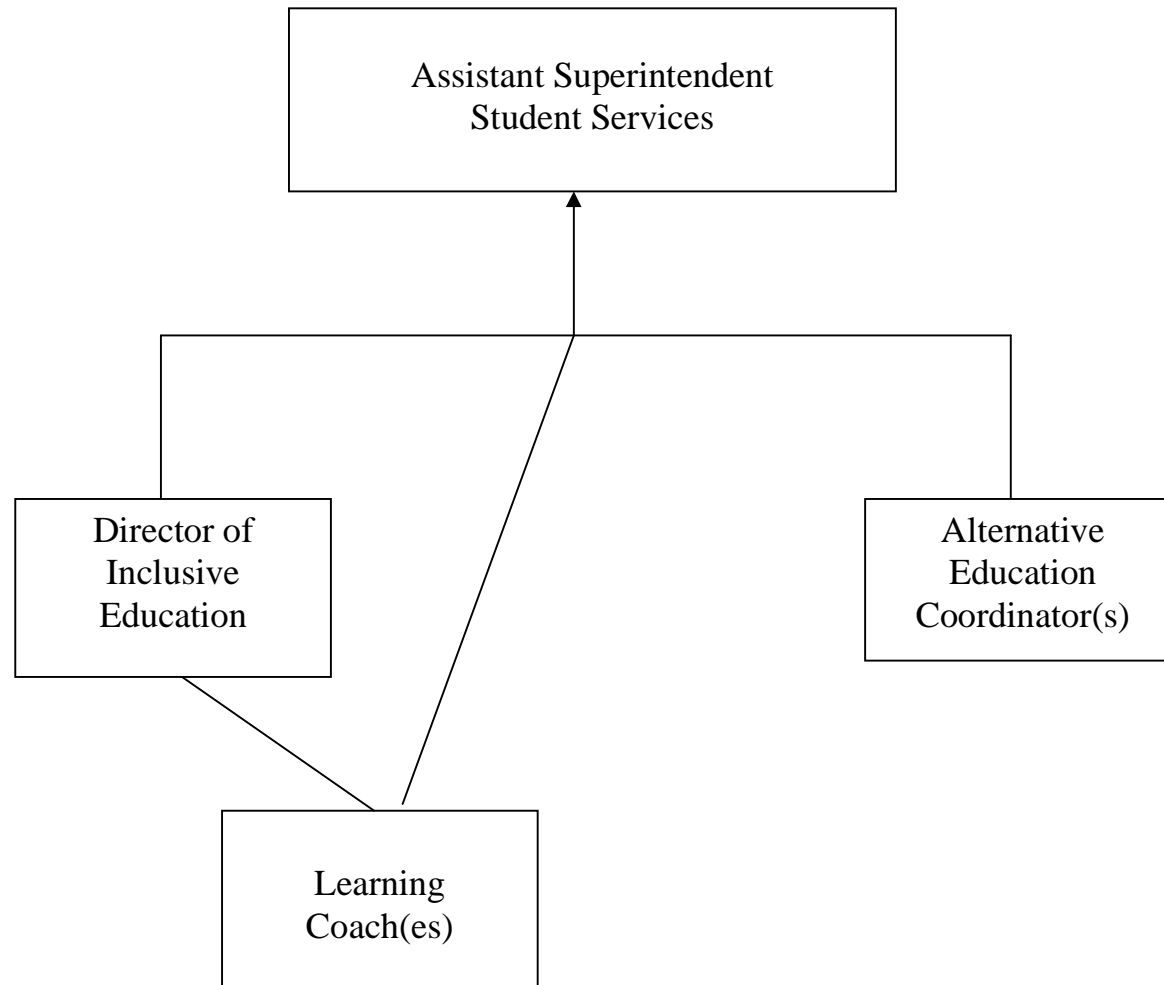 Assistant Superintendent
Student Services
Director of
Inclusive
Education
Alternative
Education
Coordinator(s)
Learning
Coach(es)